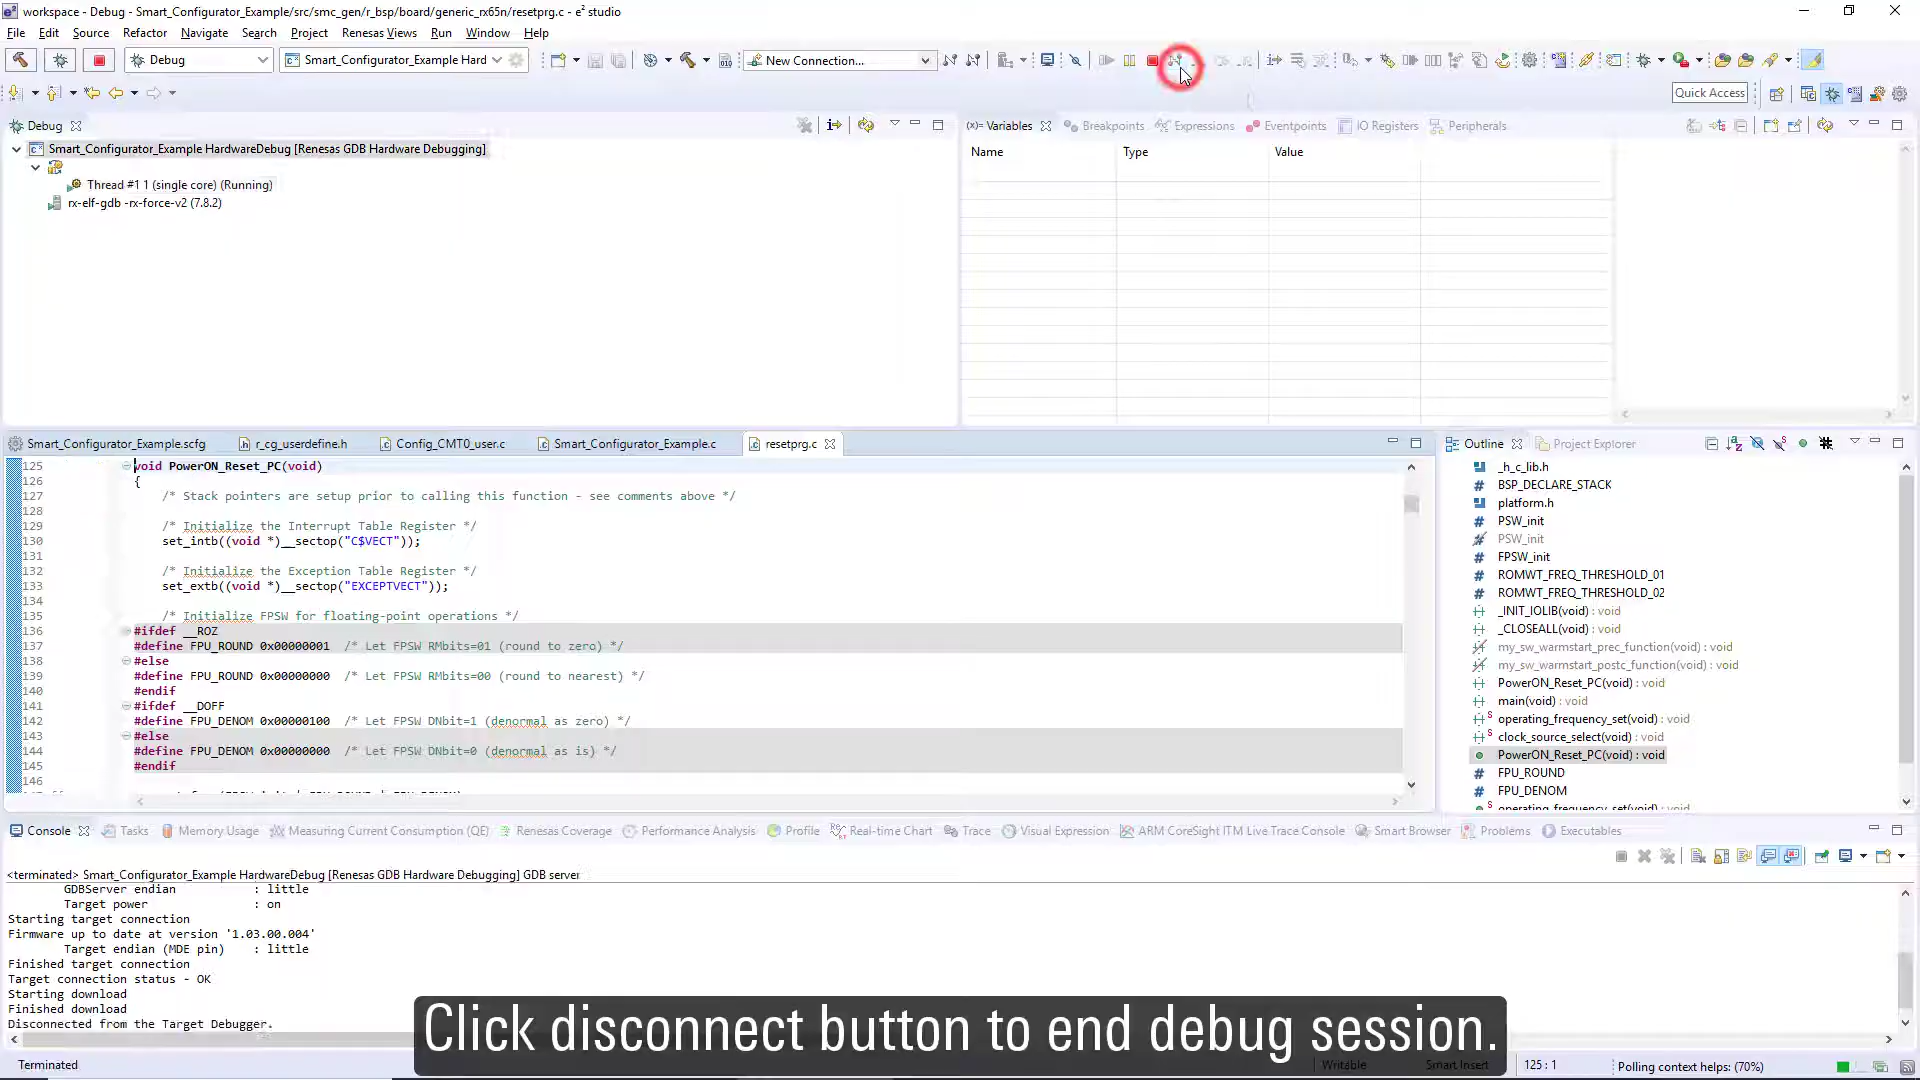 workspace - Debug - Smart_Configurator_Example/src/smc_gen/r_bsp/board/generic_rx65n/resetprg.c - e² studio
File Edit Source Refactor Navigate Search Project Renesas Views Run Window Help
Debug Smart_Configurator_Example Hard New Connection...
Quick Access
Debug
Smart_Configurator_Example HardwareDebug [Renesas GDB Hardware Debugging]
Thread #1 1 (single core) (Running)
rx-elf-gdb -rx-force-v2 (7.8.2)
(x)= Variables Breakpoints Expressions Eventpoints IO Registers Peripherals
Name Type Value
Smart_Configurator_Example.scfg r_cg_userdefine.h Config_CMT0_user.c Smart_Configurator_Example.c resetprg.c
125 void PowerON_Reset_PC(void)
126 {
127 /* Stack pointers are setup prior to calling this function - see comments above */
128
129 /* Initialize the Interrupt Table Register */
130 set_intb((void *)__sectop("C$VECT"));
131
132 /* Initialize the Exception Table Register */
133 set_extb((void *)__sectop("EXCEPTVECT"));
134
135 /* Initialize FPSW for floating-point operations */
136 #ifdef __ROZ
137 #define FPU_ROUND 0x00000001 /* Let FPSW RMbits=01 (round to zero) */
138 #else
139 #define FPU_ROUND 0x00000000 /* Let FPSW RMbits=00 (round to nearest) */
140 #endif
141 #ifdef __DOFF
142 #define FPU_DENOM 0x00000100 /* Let FPSW DNbit=1 (denormal as zero) */
143 #else
144 #define FPU_DENOM 0x00000000 /* Let FPSW DNbit=0 (denormal as is) */
145 #endif
146
Outline Project Explorer
_h_c_lib.h
BSP_DECLARE_STACK
platform.h
PSW_init
PSW_init
FPSW_init
ROMWT_FREQ_THRESHOLD_01
ROMWT_FREQ_THRESHOLD_02
_INIT_IOLIB(void) : void
_CLOSEALL(void) : void
my_sw_warmstart_prec_function(void) : void
my_sw_warmstart_postc_function(void) : void
PowerON_Reset_PC(void) : void
main(void) : void
operating_frequency_set(void) : void
clock_source_select(void) : void
PowerON_Reset_PC(void) : void
FPU_ROUND
FPU_DENOM
operating_frequency_set(void) : void
Console Tasks Memory Usage Measuring Current Consumption (QE) Renesas Coverage Performance Analysis Profile Real-time Chart Trace Visual Expression ARM CoreSight ITM Live Trace Console Smart Browser Problems Executables
<terminated> Smart_Configurator_Example HardwareDebug [Renesas GDB Hardware Debugging] GDB server
GDBServer endian : little
Target power : on
Starting target connection
Firmware up to date at version '1.03.00.004'
Target endian (MDE pin) : little
Finished target connection
Target connection status - OK
Starting download
Finished download
Disconnected from the Target Debugger.
Click disconnect button to end debug session.
Terminated Writable Smart Insert 125 : 1 Polling context helps: (70%)